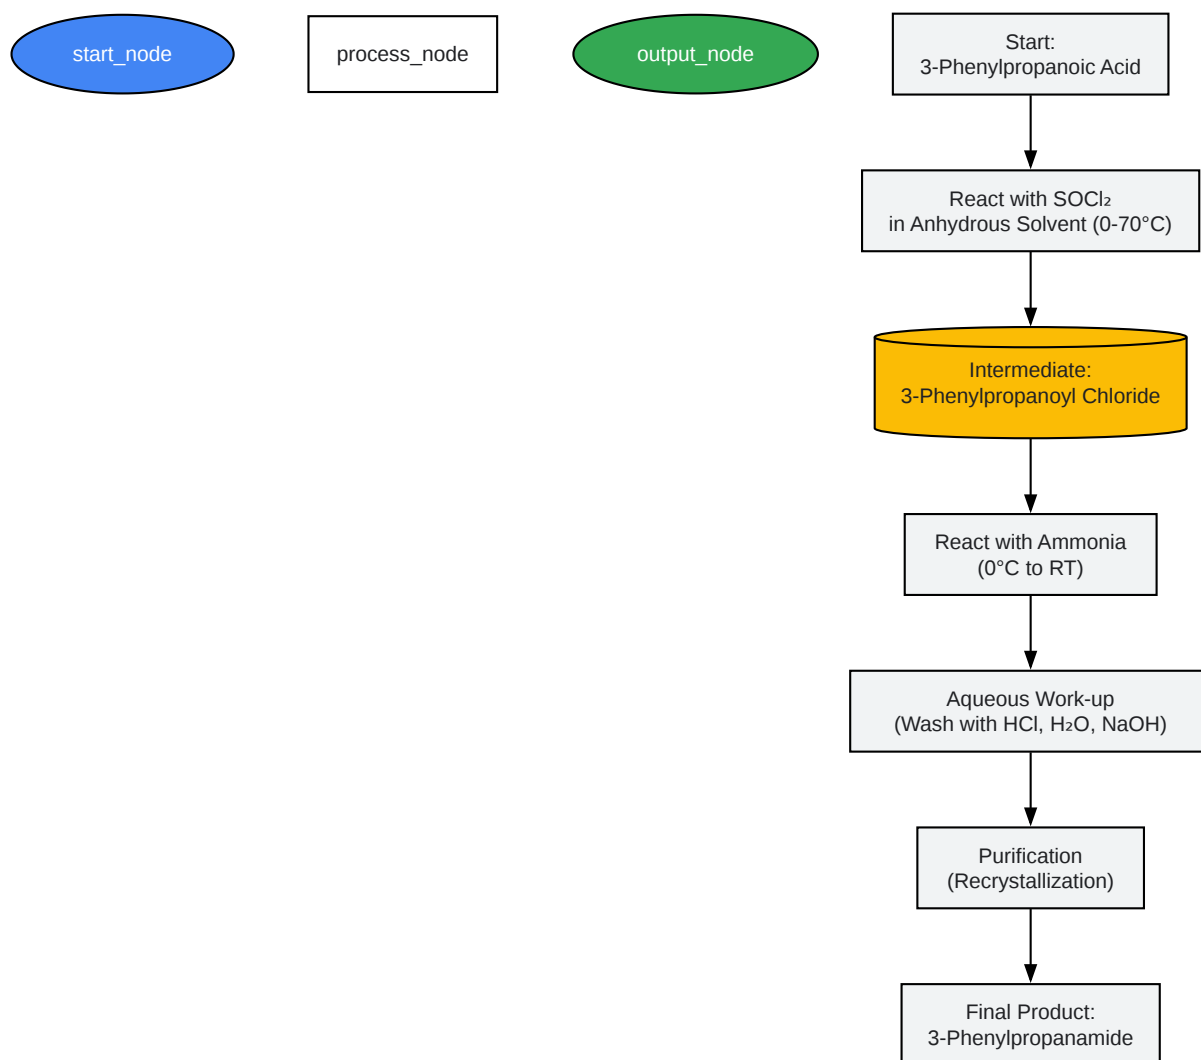 start_node
process_node
output_node
Start:
3-Phenylpropanoic Acid
React with SOCl₂
in Anhydrous Solvent (0-70°C)
Intermediate:
3-Phenylpropanoyl Chloride
React with Ammonia
(0°C to RT)
Aqueous Work-up
(Wash with HCl, H₂O, NaOH)
Purification
(Recrystallization)
Final Product:
3-Phenylpropanamide